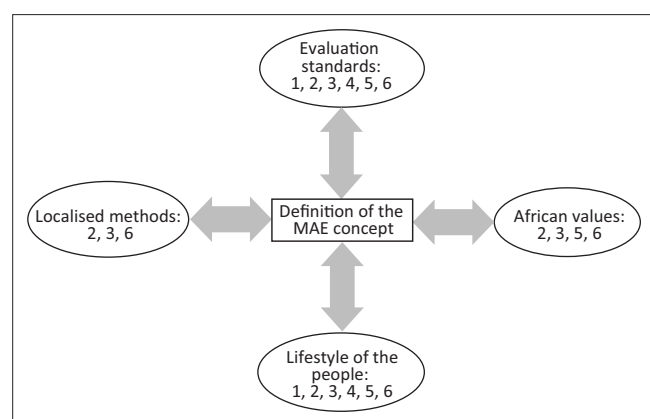 Evaluation
standards:
1, 2, 3, 4, 5, 6
Localised methods:
2, 3, 6
Definition of the
MAE concept
African values:
2, 3, 5, 6
Lifestyle of the
people:
1, 2, 3, 4, 5, 6